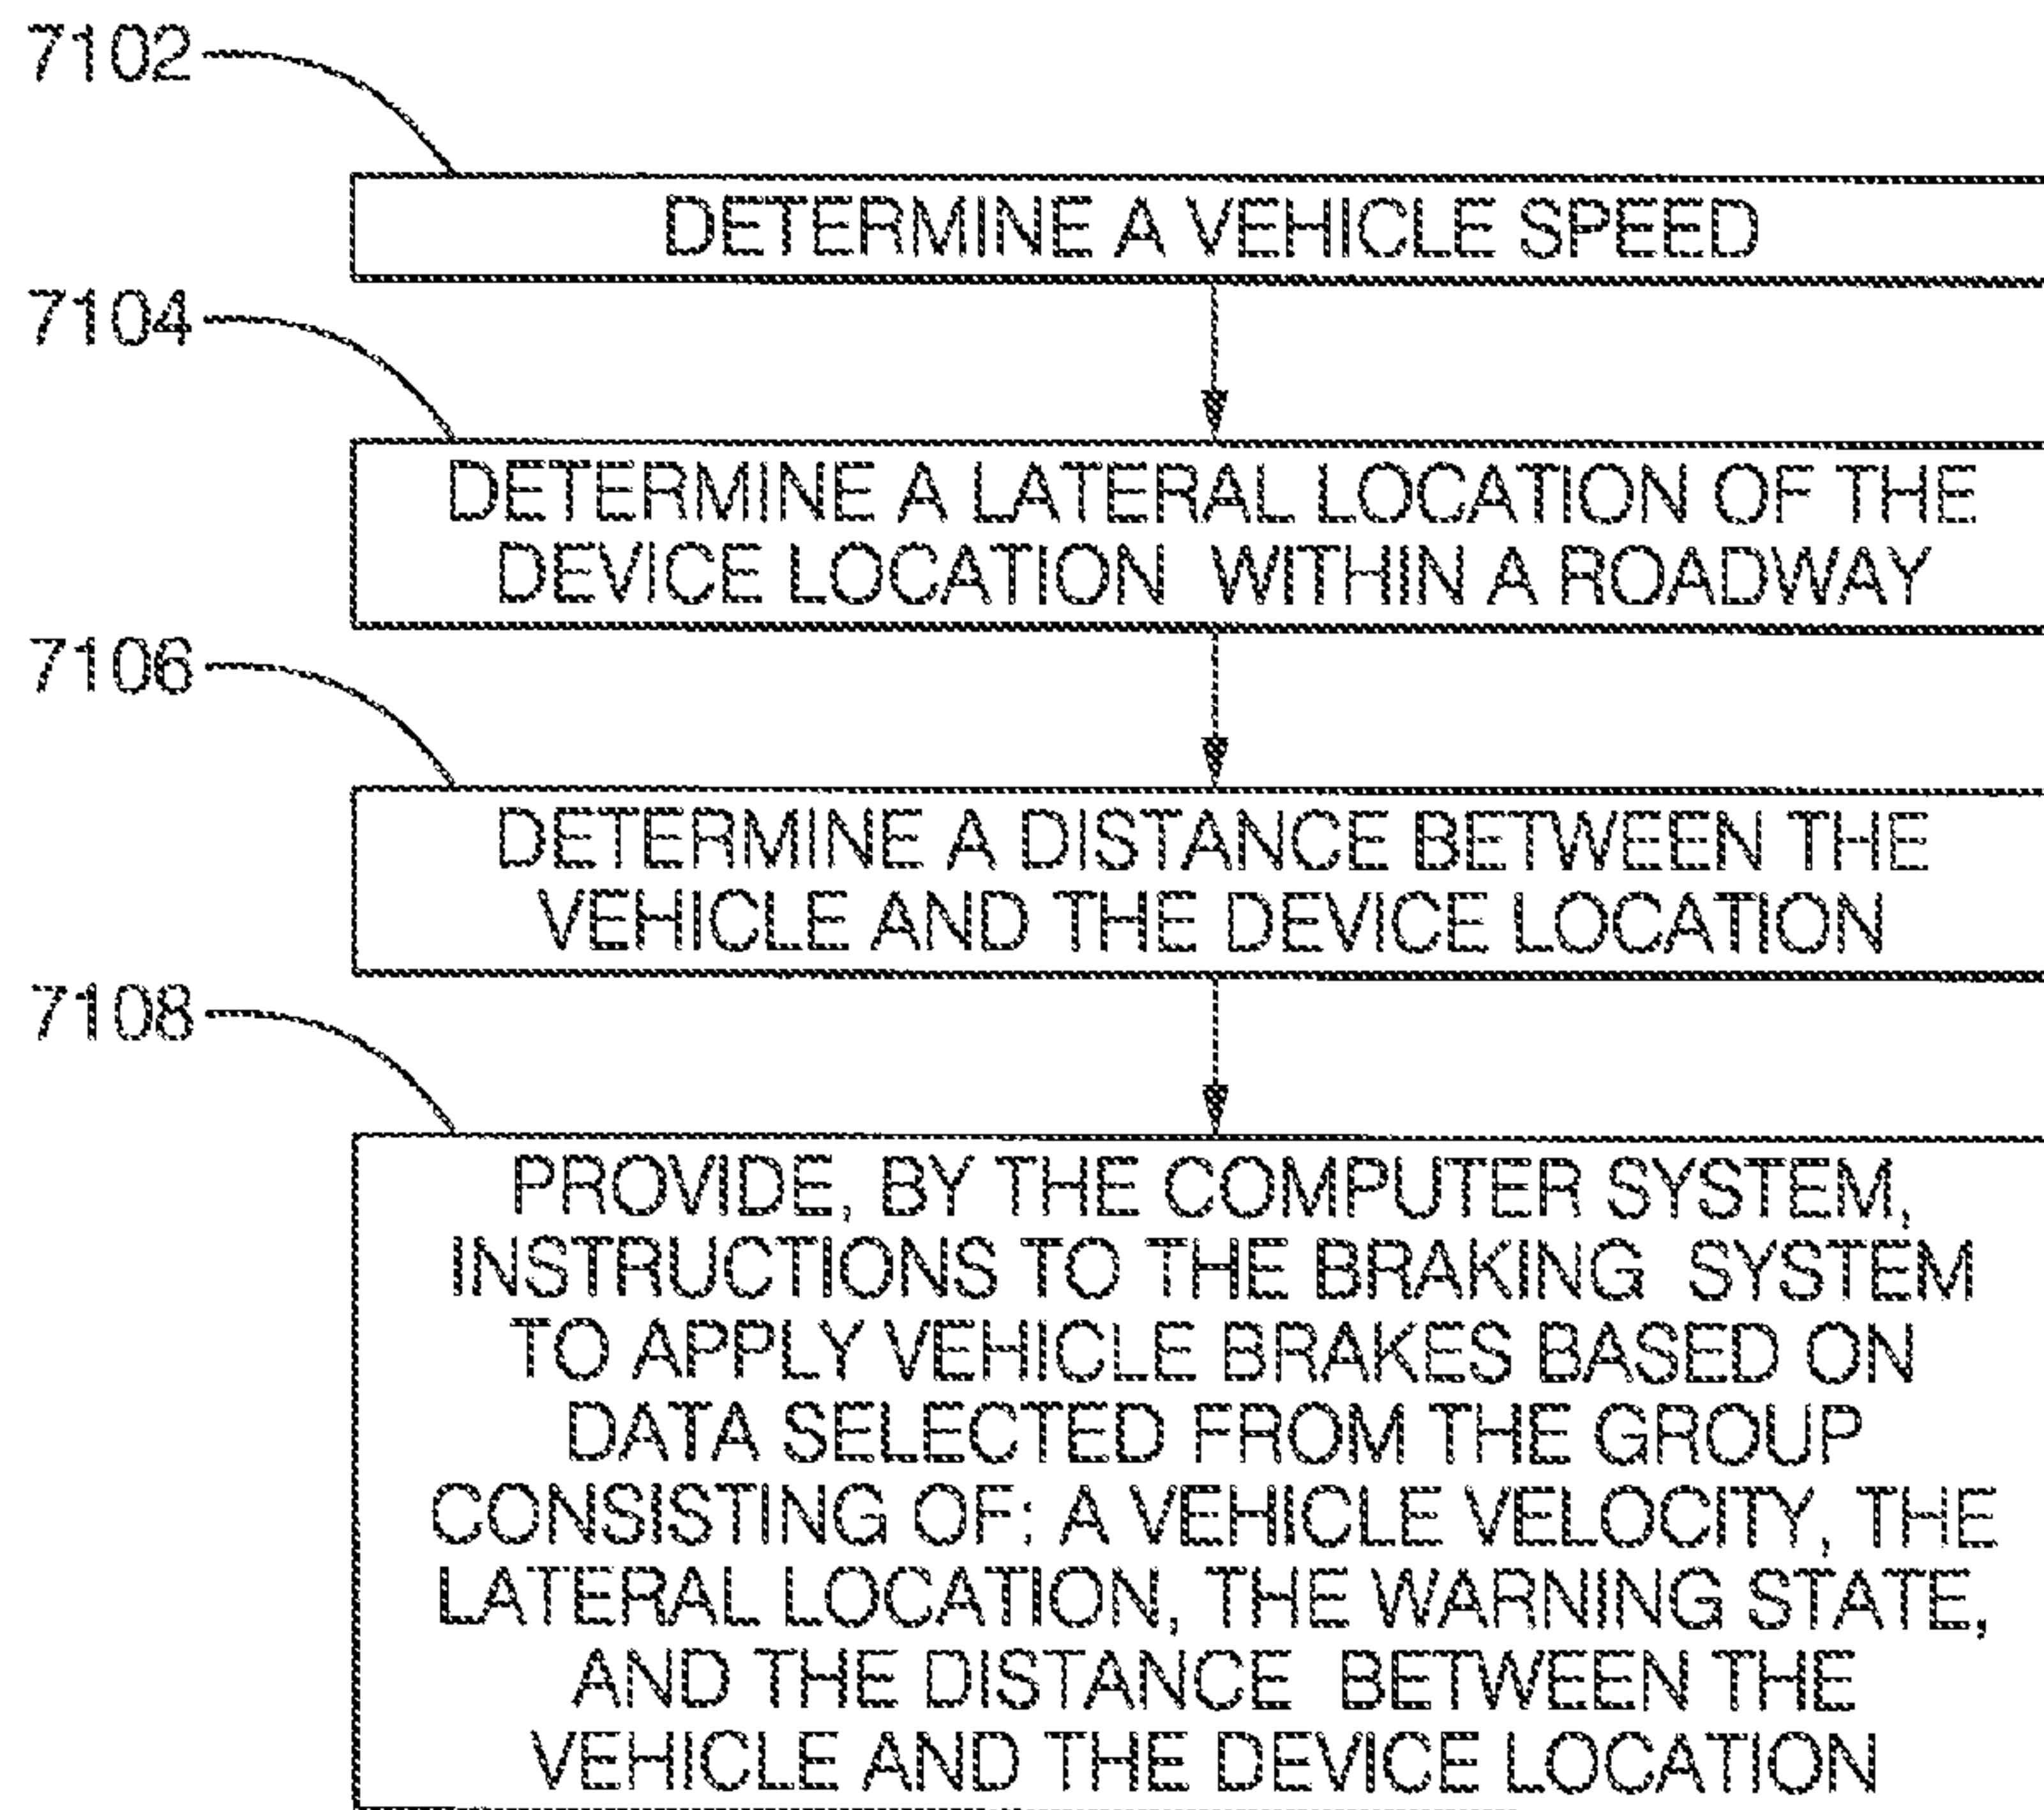 7102
DETERMINE A VEHICLE SPEED
7104
DETERMINE A LATERAL LOCATION OF THE
DEVICE LOCATION WITHIN A ROADWAY
7106
DETERMINE A DISTANCE BETWEEN THE
VEHICLE AND THE DEVICE LOCATION
7108
PROVIDE, BY THE COMPUTER SYSTEM,
INSTRUCTIONS TO THE BRAKING SYSTEM
TO APPLY VEHICLE BRAKES BASED ON
DATA SELECTED FROM THE GROUP
CONSISTING OF: A VEHICLE VELOCITY, THE
LATERAL LOCATION, THE WARNING STATE,
AND THE DISTANCE BETWEEN THE
VEHICLE AND THE DEVICE LOCATION